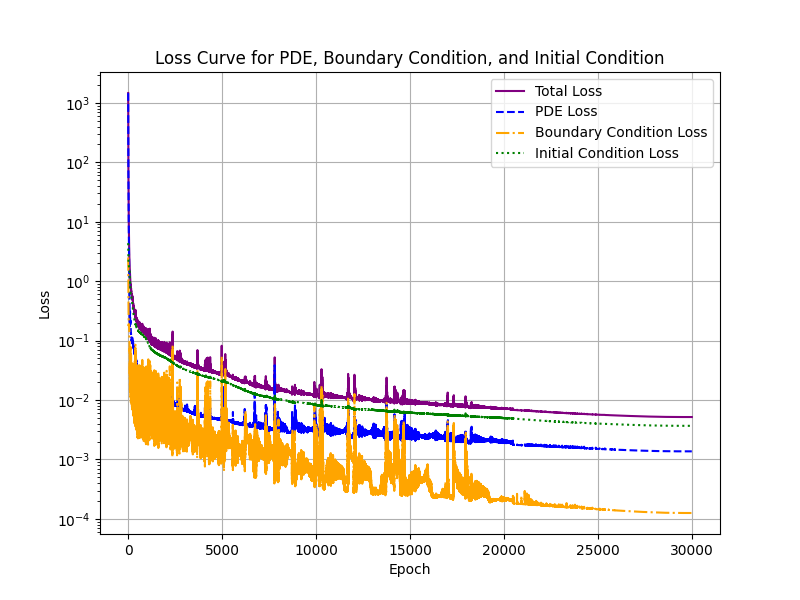 Loss Curve for PDE, Boundary Condition, and Initial Condition
Total Loss
PDE Loss
Boundary Condition Loss
Initial Condition Loss
Loss
10³
10²
10¹
10⁰
10⁻¹
10⁻²
10⁻³
10⁻⁴
0 5000 10000 15000 20000 25000 30000
Epoch